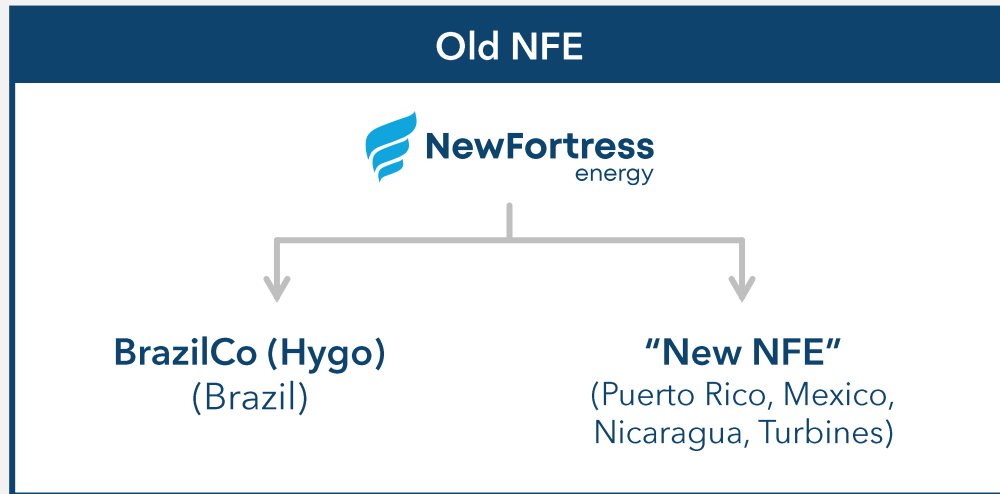 Old NFE
NewFortress
energy
BrazilCo (Hygo)
(Brazil)
“New NFE”
(Puerto Rico, Mexico,
Nicaragua, Turbines)